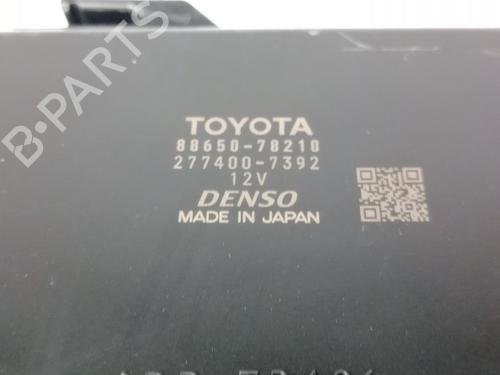 B-PARTS
TOYOTA
88650-78210
277400-7392
12V
DENSO
MADE IN JAPAN